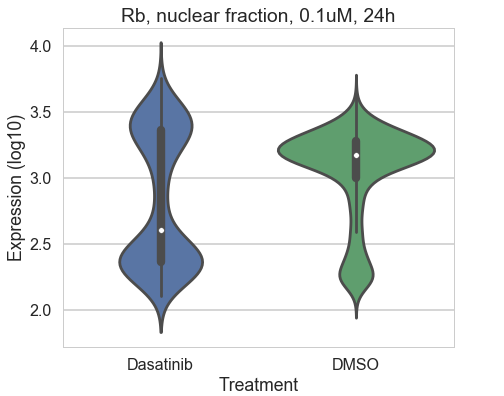 Rb, nuclear fraction, 0.1uM, 24h
Expression (log10)
4.0
3.5
3.0
2.5
2.0
Dasatinib DMSO
Treatment